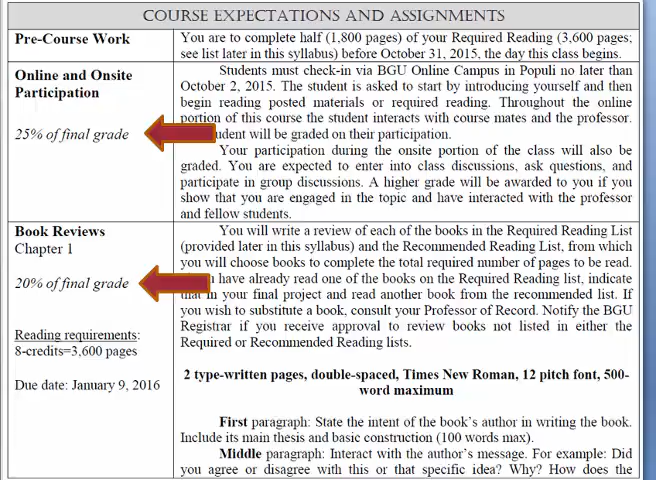 COURSE EXPECTATIONS AND ASSIGNMENTS
Pre-Course Work
You are to complete half (1,800 pages) of your Required Reading (3,600 pages;
see list later in this syllabus) before October 31, 2015, the day this class begins.
Online and Onsite
Participation
25% of final grade
Students must check-in via BGU Online Campus in Populi no later than
October 2, 2015. The student is asked to start by introducing yourself and then
begin reading posted materials or required reading. Throughout the online
portion of this course the student interacts with course mates and the professor.
udent will be graded on their participation.
Your participation during the onsite portion of the class will also be
graded. You are expected to enter into class discussions, ask questions, and
participate in group discussions. A higher grade will be awarded to you if you
show that you are engaged in the topic and have interacted with the professor
and fellow students.
Book Reviews
Chapter 1
20% of final grade
Reading requirements:
8-credits=3,600 pages
Due date: January 9, 2016
You will write a review of each of the books in the Required Reading List
(provided later in this syllabus) and the Recommended Reading List, from which
you will choose books to complete the total required number of pages to be read.
have already read one of the books on the Required Reading list, indicate
that in your final project and read another book from the recommended list. If
you wish to substitute a book, consult your Professor of Record. Notify the BGU
Registrar if you receive approval to review books not listed in either the
Required or Recommended Reading lists.
2 type-written pages, double-spaced, Times New Roman, 12 pitch font, 500-
word maximum
First paragraph: State the intent of the book's author in writing the book.
Include its main thesis and basic construction (100 words max).
Middle paragraph: Interact with the author's message. For example: Did
you agree or disagree with this or that specific idea? Why? How does the